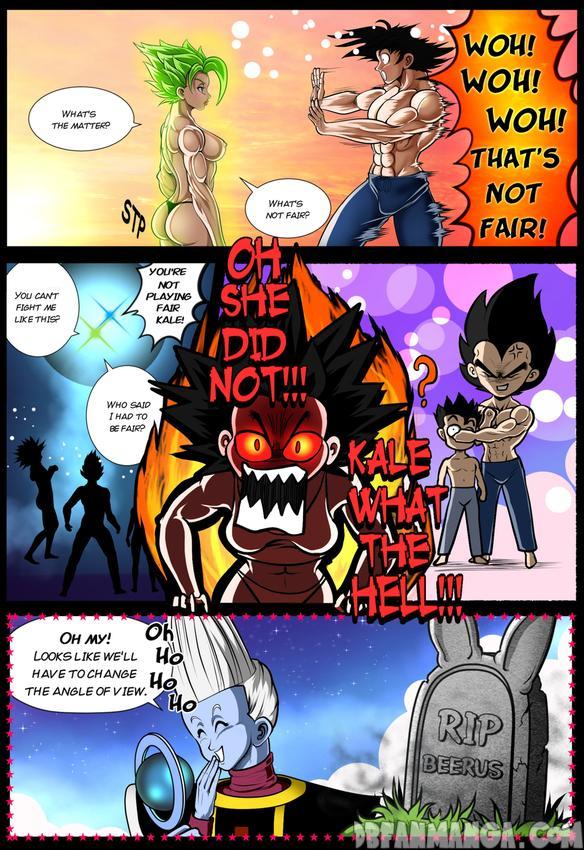 WHAT'S
THE MATTER?
STP
WHAT'S
NOT FAIR?
WOH!
WOH!
WOH!
THAT'S
NOT
FAIR!
YOU CAN'T
FIGHT ME
LIKE THIS?
YOU'RE
NOT
PLAYING
FAIR
KALE!
WHO SAID
I HAD TO
BE FAIR?
OH
SHE
DID
NOT!!!
?
KALE
WHAT
THE
HELL!!!
OH MY!
LOOKS LIKE WE'LL
HAVE TO CHANGE
THE ANGLE OF VIEW.
Oh
Ho
Ho
Ho
RIP
BEERUS
DBFANMANGA.COM